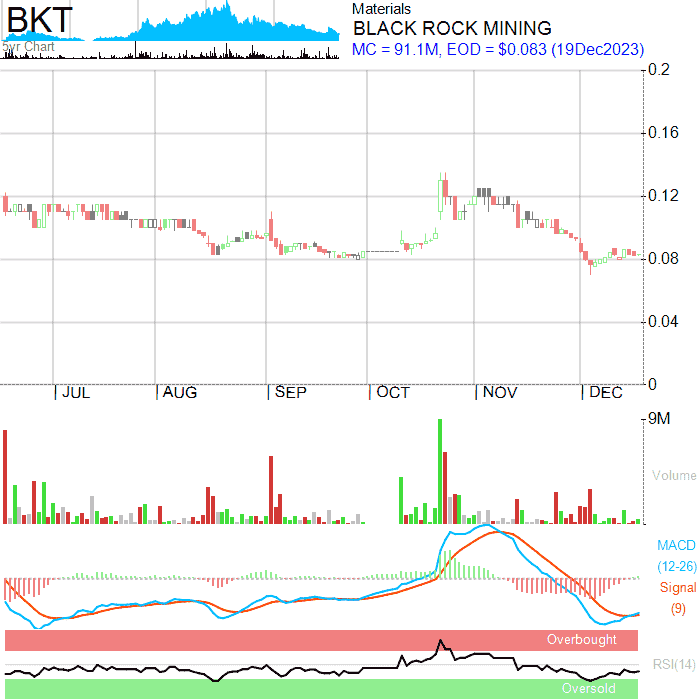 BKT
5yr Chart
Materials
BLACK ROCK MINING
MC = 91.1M, EOD = $0.083 (19Dec2023)
0.2
0.16
0.12
0.08
0.04
0
JUL AUG SEP OCT NOV DEC
9M
Volume
MACD
(12-26)
Signal
(9)
Overbought
RSI(14)
Oversold